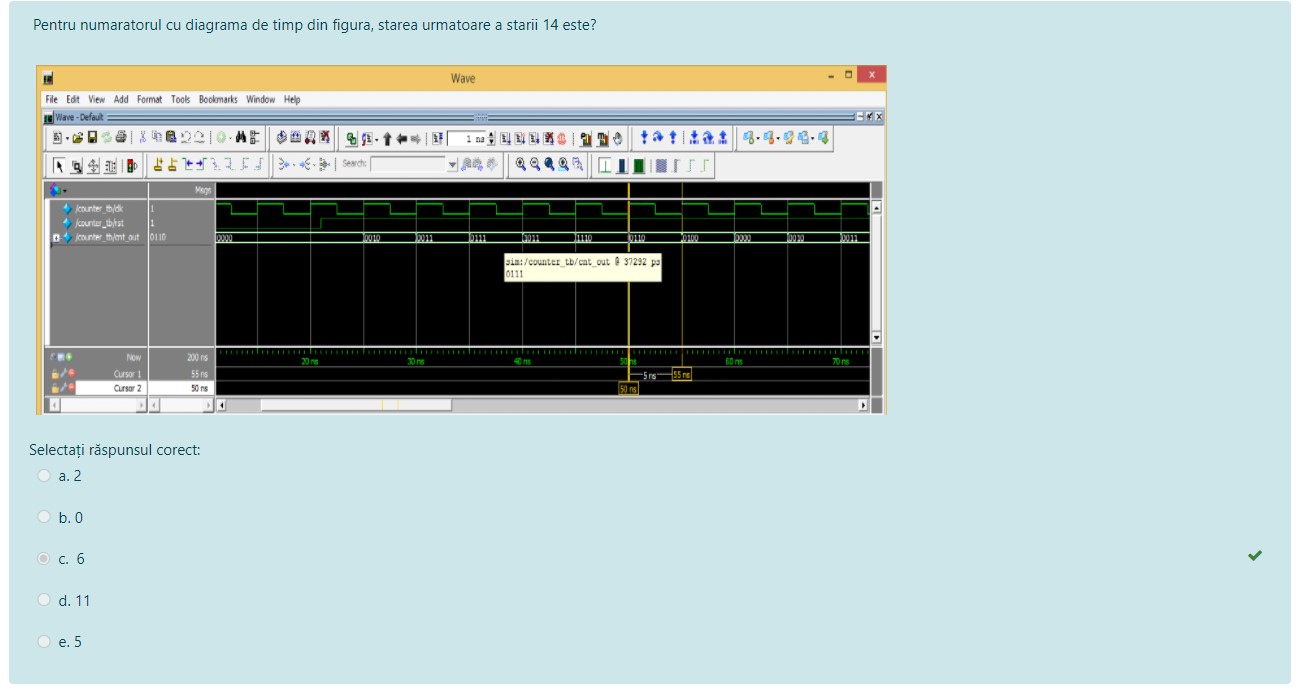 Pentru numaratorul cu diagrama de timp din figura, starea urmatoare a starii 14 este?
Wave
File Edit View Add Format Tools Bookmarks Window Help
Wave - Default
1 ns
Search:
Msgs
/counter_tb/clk 1
/counter_tb/rst 1
/counter_tb/cnt_out 0110 0000 0010 0011 0111 1011 1110 0110 0100 0000 0010 0011
sim:/counter_tb/cnt_out @ 37292 ps
0111
Now 200 ns 20 ns 30 ns 40 ns 50 ns 60 ns 70 ns
Cursor 1 55 ns 5 ns 55 ns
Cursor 2 50 ns 50 ns
Selectați răspunsul corect:
a. 2
b. 0
c. 6
d. 11
e. 5